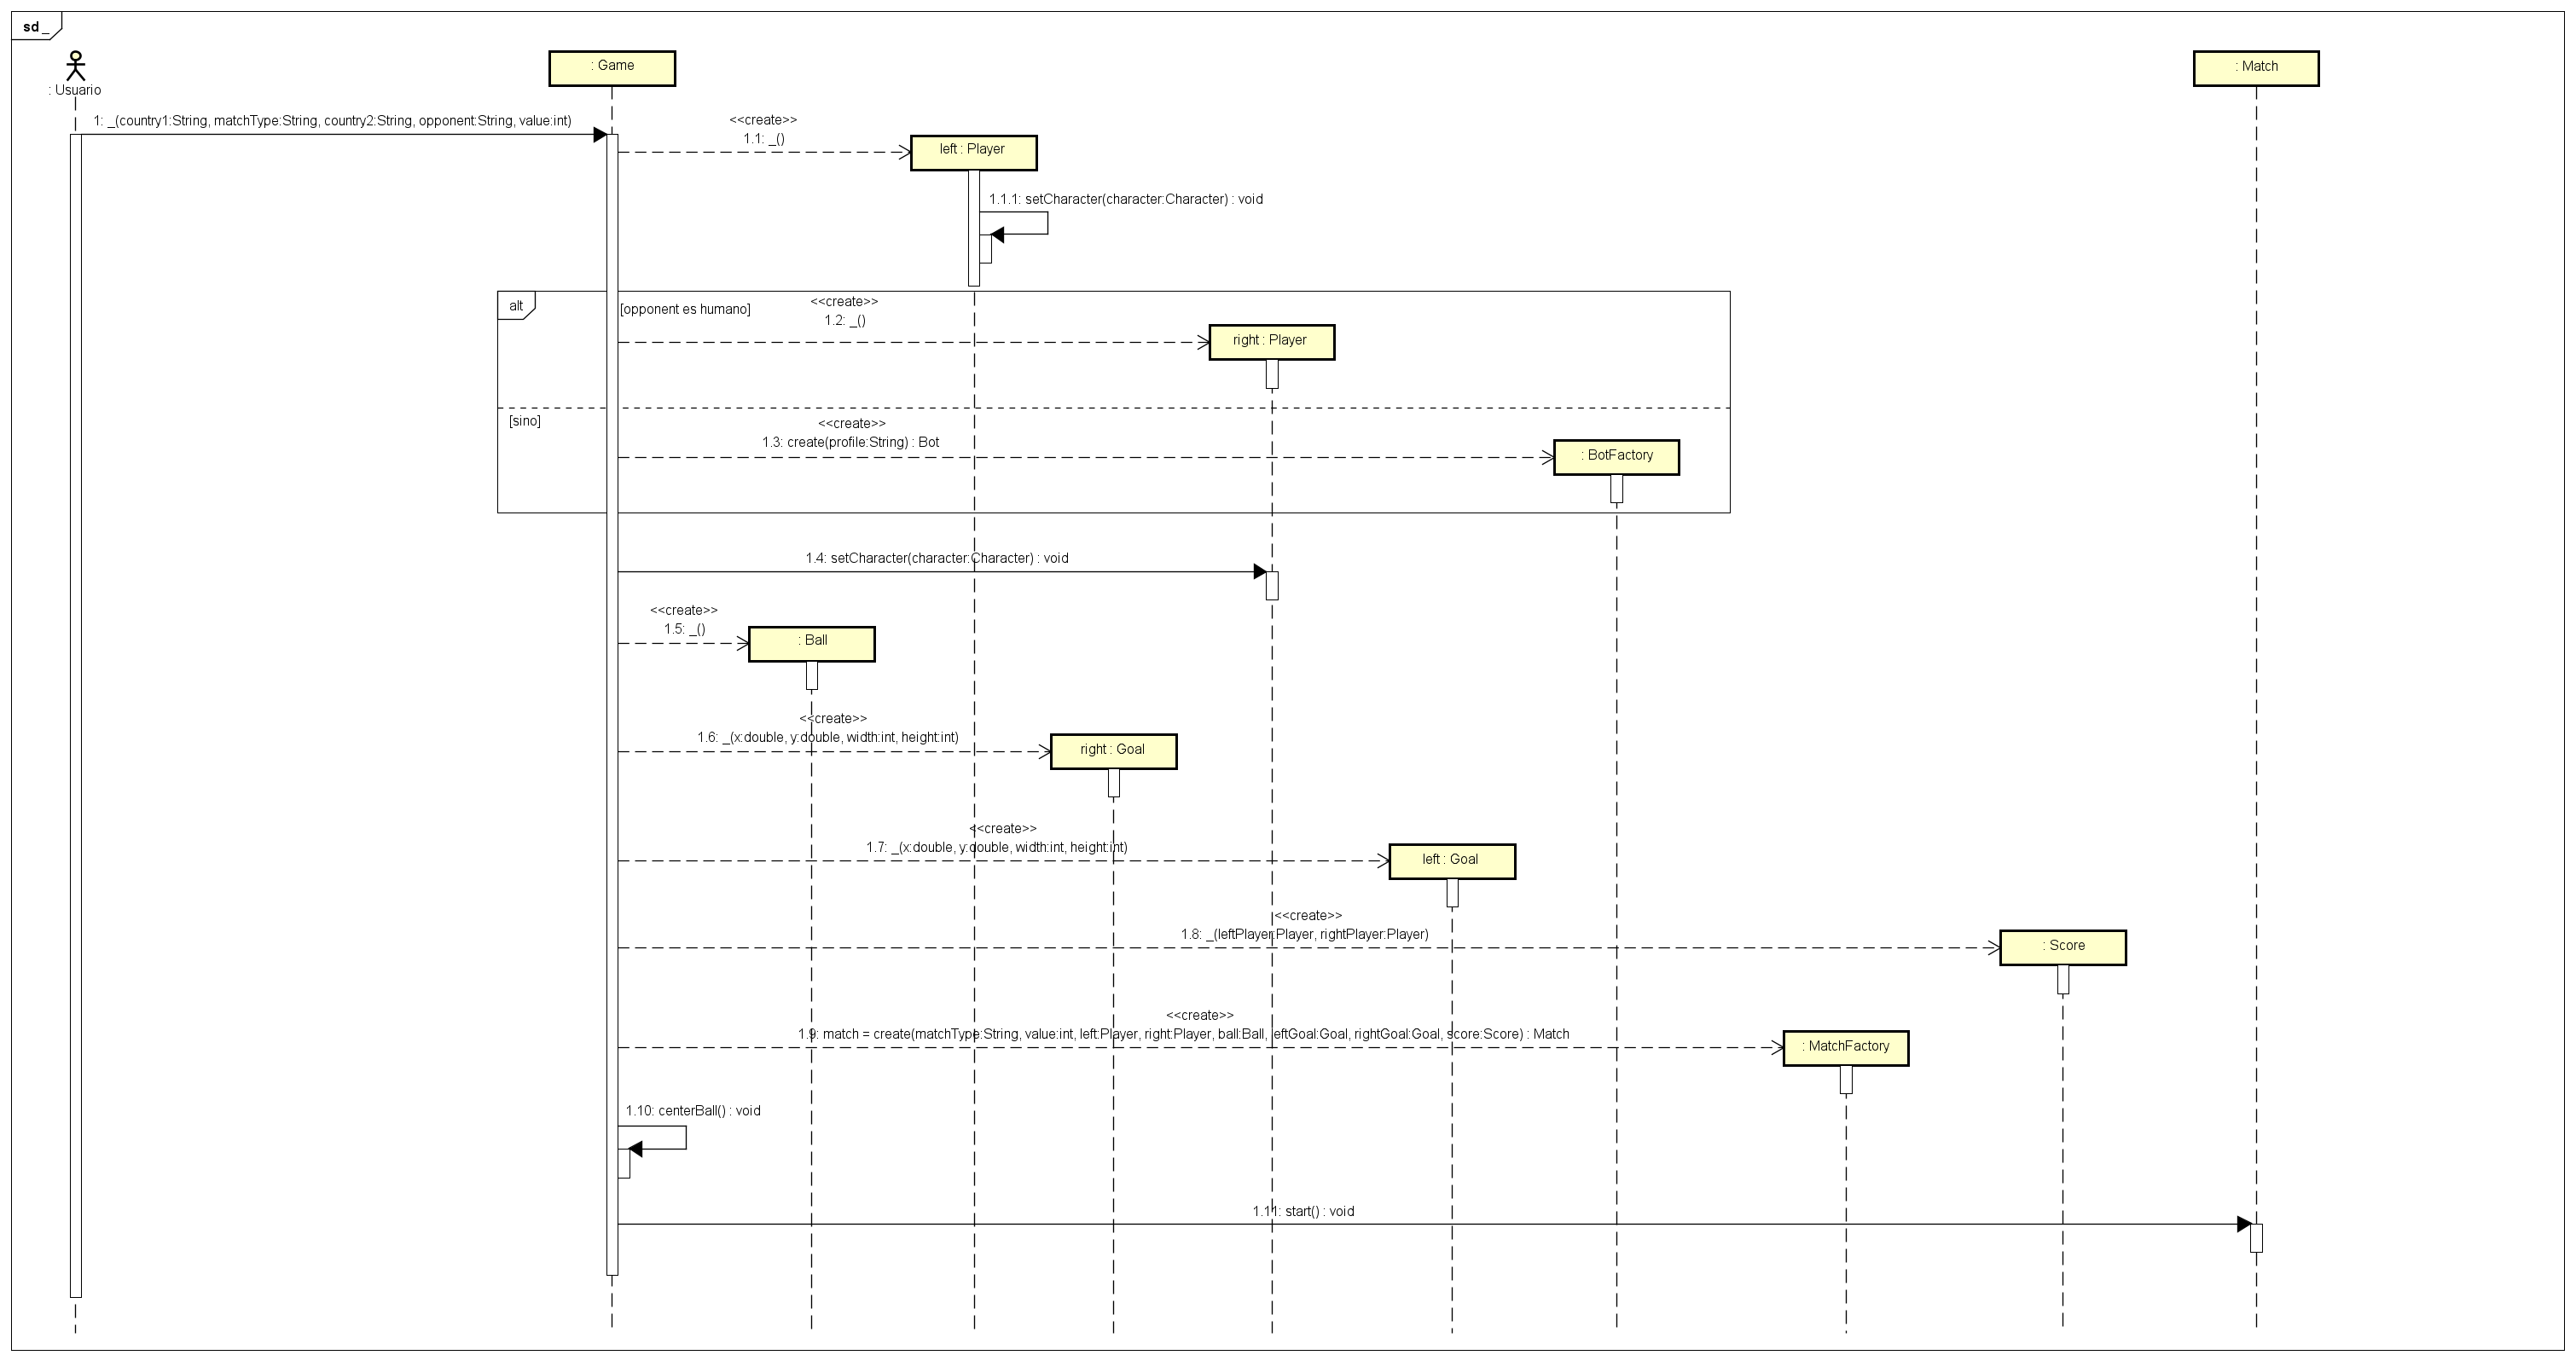 sd _
: Usuario
: Game
: Match
1: _(country1:String, matchType:String, country2:String, opponent:String, value:int)
<<create>>
1.1: _()
left : Player
1.1.1: setCharacter(character:Character) : void
alt
[opponent es humano]
<<create>>
1.2: _()
right : Player
[sino]
<<create>>
1.3: create(profile:String) : Bot
: BotFactory
1.4: setCharacter(character:Character) : void
<<create>>
1.5: _()
: Ball
<<create>>
1.6: _(x:double, y:double, width:int, height:int)
right : Goal
<<create>>
1.7: _(x:double, y:double, width:int, height:int)
left : Goal
<<create>>
1.8: _(leftPlayer:Player, rightPlayer:Player)
: Score
<<create>>
1.9: match = create(matchType:String, value:int, left:Player, right:Player, ball:Ball, leftGoal:Goal, rightGoal:Goal, score:Score) : Match
: MatchFactory
1.10: centerBall() : void
1.11: start() : void